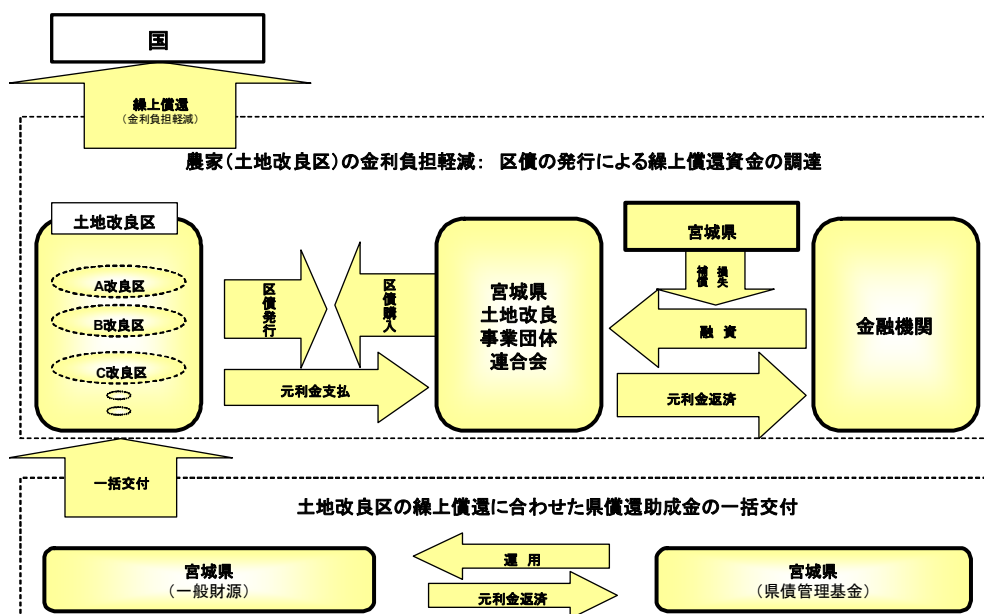 国
繰上償還
（金利負担軽減）
農家（土地改良区）の金利負担軽減： 区債の発行による繰上償還資金の調達
土地改良区
A改良区
B改良区
C改良区
区債発行
区債購入
元利金支払
宮城県
土地改良
事業団体
連合会
宮城県
損失
補償
融 資
元利金返済
金融機関
一括交付
土地改良区の繰上償還に合わせた県償還助成金の一括交付
宮城県
（一般財源）
運 用
元利金返済
宮城県
（県債管理基金）